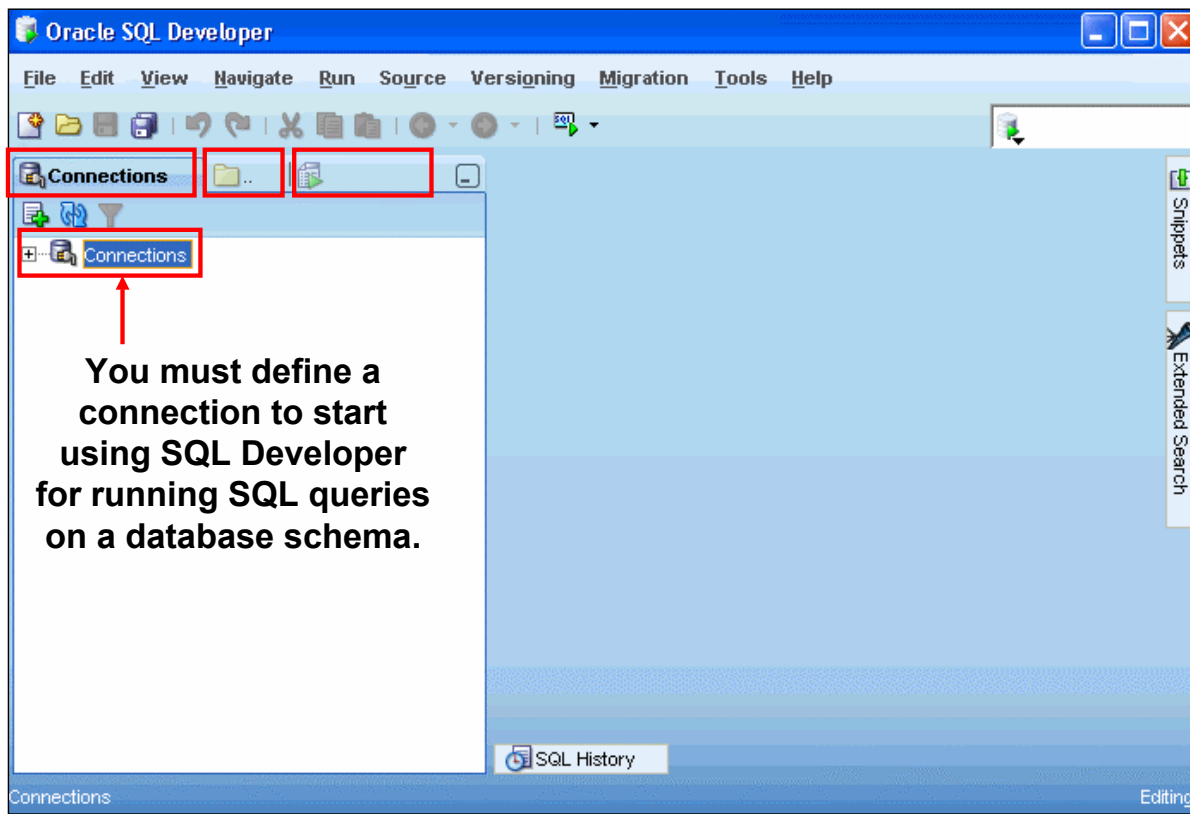 Oracle SQL Developer
File Edit View Navigate Run Source Versioning Migration Tools Help
Connections ..
Connections
You must define a
connection to start
using SQL Developer
for running SQL queries
on a database schema.
Snippets
Extended Search
SQL History
Connections Editing